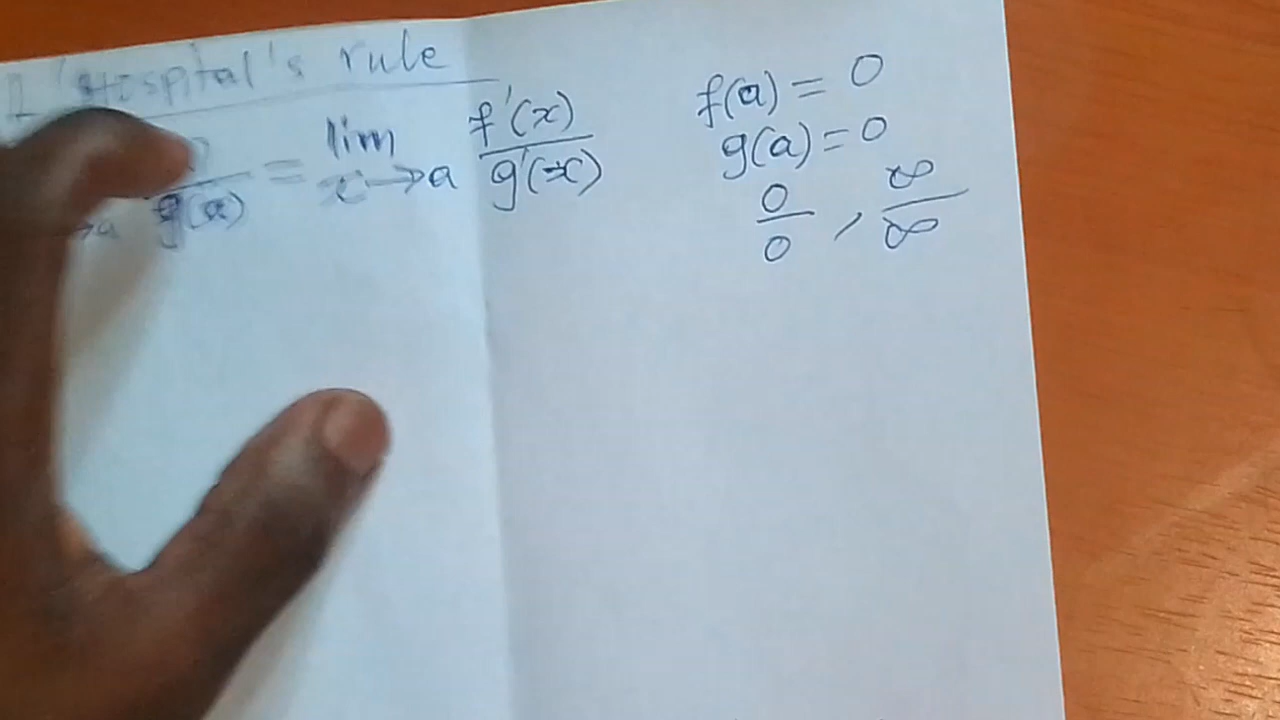 L'Hospital's rule
→a g(x) = lim x→a f'(x)/g'(x)
f(a) = 0
g(a) = 0
0/0 , ∞/∞